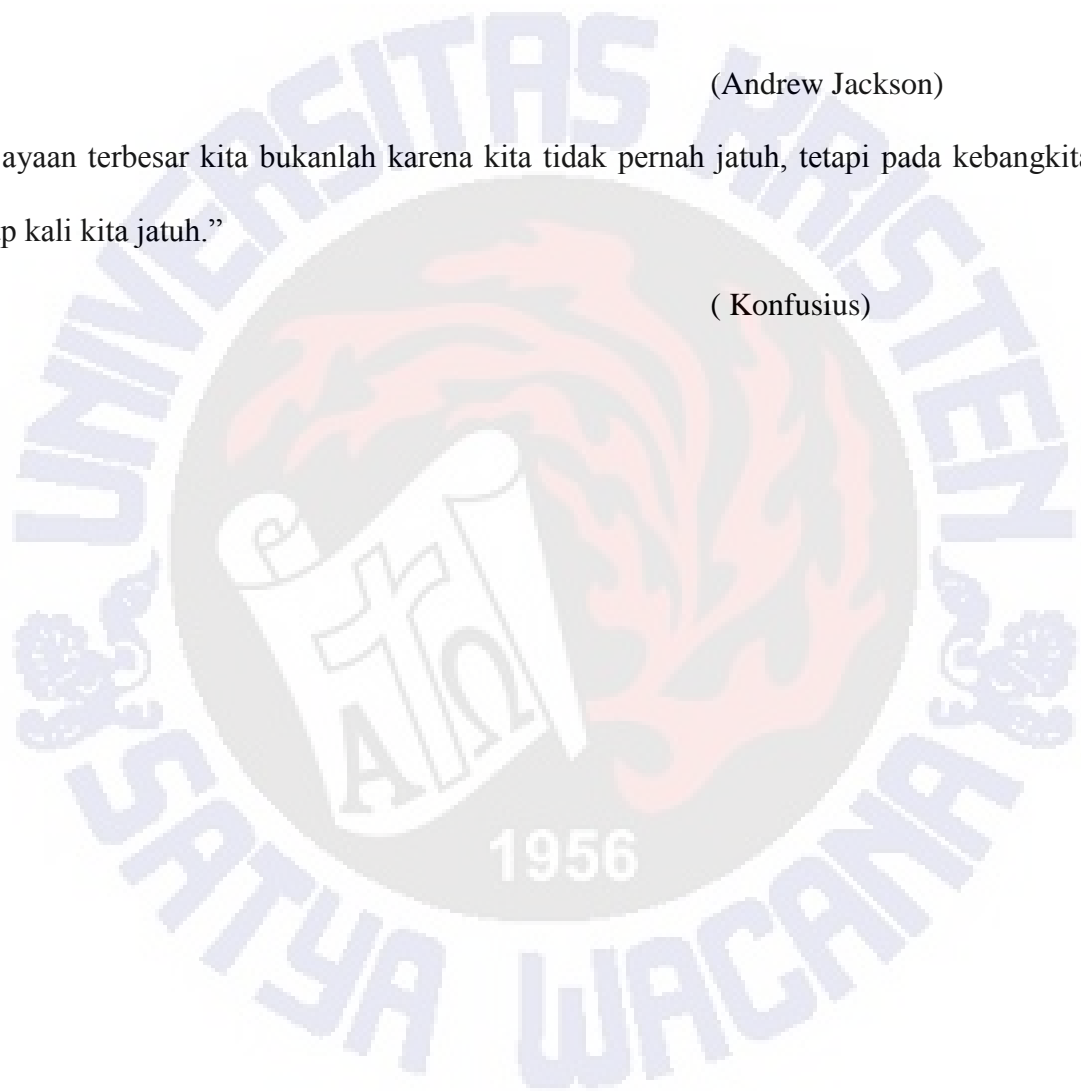 (Andrew Jackson)
ayaan terbesar kita bukanlah karena kita tidak pernah jatuh, tetapi pada kebangkita
p kali kita jatuh.”
( Konfusius)
UNIVERSITAS KRISTEN
SATYA WACANA
Α Ω
1956